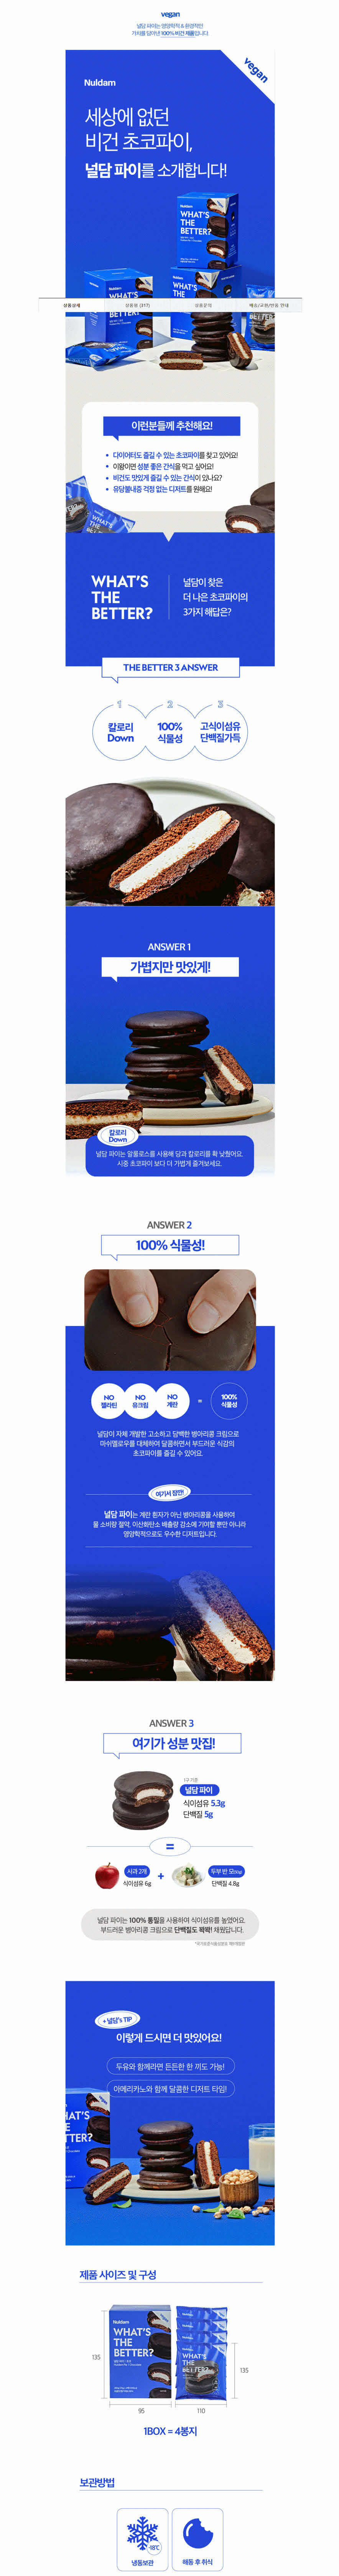 vegan
널담 파이는 영양학적 & 환경적인
가치를 담아낸 100% 비건 제품입니다.
vegan
Nuldam
세상에 없던
비건 초코파이,
널담 파이를 소개합니다!
WHAT'S
THE
BETTER?
WHAT'S
WHAT'S
THE
상품상세
상품평 (317)
상품문의
배송/교환/반품 안내
BETTER?
이런분들께 추천해요!
• 다이어터도 즐길 수 있는 초코파이를 찾고 있어요!
• 이왕이면 성분 좋은 간식을 먹고 싶어요!
• 비건도 맛있게 즐길 수 있는 간식이 있나요?
• 유당불내증 걱정 없는 디저트를 원해요!
WHAT'S
THE
BETTER?
널담이 찾은
더 나은 초코파이의
3가지 해답은?
THE BETTER 3 ANSWER
1
2
3
칼로리
Down
100%
식물성
고식이섬유
단백질가득
ANSWER 1
가볍지만 맛있게!
칼로리
Down
널담 파이는 알룰로스를 사용해 당과 칼로리를 확 낮췄어요.
시중 초코파이 보다 더 가볍게 즐겨보세요.
ANSWER 2
100% 식물성!
NO
젤라틴
NO
유크림
NO
계란
=
100%
식물성
널담이 자체 개발한 고소하고 담백한 병아리콩 크림으로
마쉬멜로우를 대체하여 달콤하면서 부드러운 식감의
초코파이를 즐길 수 있어요.
여기서 잠깐!
널담 파이는 계란 흰자가 아닌 병아리콩을 사용하여
물 소비량 절약, 이산화탄소 배출량 감소에 기여할 뿐만 아니라
영양학적으로도 우수한 디저트입니다.
ANSWER 3
여기가 성분 맛집!
1구 기준
널담 파이
식이섬유 5.3g
단백질 5g
=
사과 2개
식이섬유 6g
+
두부 반 모
단백질 4.8g
널담 파이는 100% 통밀을 사용하여 식이섬유를 높였어요.
부드러운 병아리콩 크림으로 단백질도 꽉꽉! 채웠답니다.
+ 널담's TIP
이렇게 드시면 더 맛있어요!
두유와 함께라면 든든한 한 끼도 가능!
아메리카노와 함께 달콤한 디저트 타임!
제품 사이즈 및 구성
Nuldam
WHAT'S
THE
BETTER?
WHAT'S
THE
BETTER?
135
135
95
110
1BOX = 4봉지
보관방법
-18℃
냉동보관
해동 후 취식